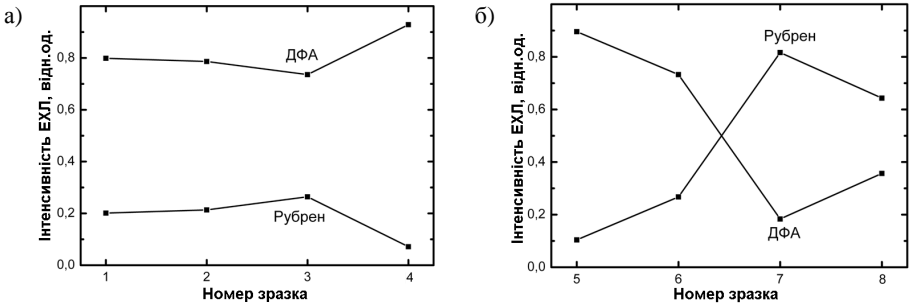 а)
Інтенсивність ЕХЛ, відн.од.
0,8
0,6
0,4
0,2
0,0
ДФА
Рубрен
1 2 3 4
Номер зразка
б)
Інтенсивність ЕХЛ, відн.од.
0,8
0,6
0,4
0,2
0,0
Рубрен
ДФА
5 6 7 8
Номер зразка